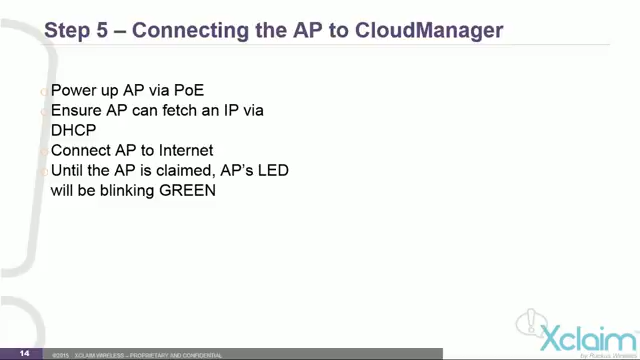 Step 5 – Connecting the AP to CloudManager
Power up AP via PoE
Ensure AP can fetch an IP via
DHCP
Connect AP to Internet
Until the AP is claimed, AP's LED
will be blinking GREEN
Xclaim
by Ruckus Wireless
14 ©2015 XCLAIM WIRELESS – PROPRIETARY AND CONFIDENTIAL